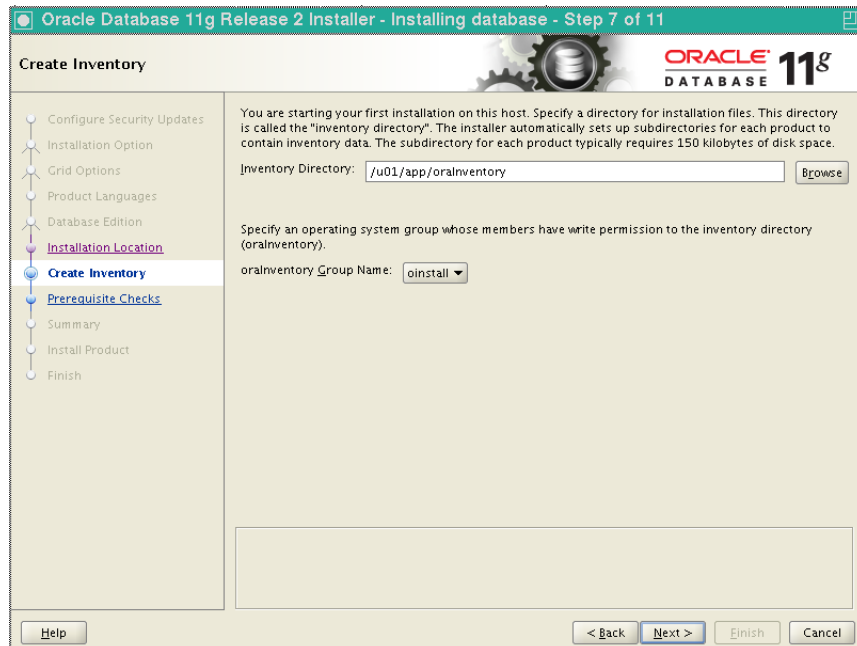 Oracle Database 11g Release 2 Installer - Installing database - Step 7 of 11
Create Inventory
ORACLE
DATABASE
11g
Configure Security Updates
Installation Option
Grid Options
Product Languages
Database Edition
Installation Location
Create Inventory
Prerequisite Checks
Summary
Install Product
Finish
You are starting your first installation on this host. Specify a directory for installation files. This directory
is called the "inventory directory". The installer automatically sets up subdirectories for each product to
contain inventory data. The subdirectory for each product typically requires 150 kilobytes of disk space.
Inventory Directory: /u01/app/oraInventory Browse
Specify an operating system group whose members have write permission to the inventory directory
(oraInventory).
oraInventory Group Name: oinstall
Help
< Back Next > Finish Cancel